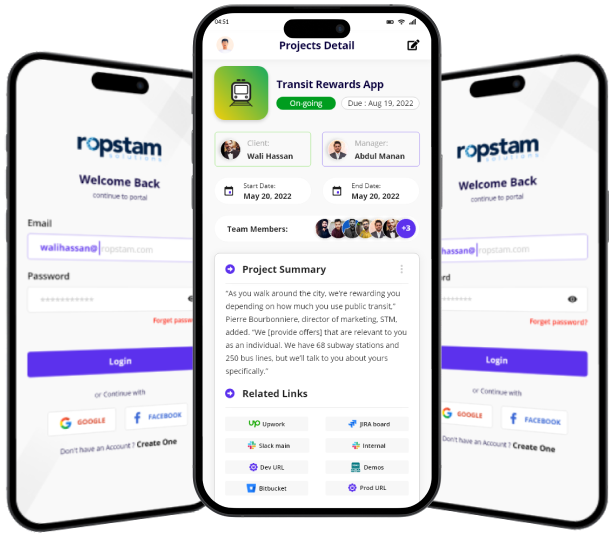 ropstam
solutions
Welcome Back
continue to portal
Email
walihassan@ropstam.com
Password
Forget passw
Login
or Continue with
GOOGLE
FACEBOOK
Don't have an Account ? Create One
04:51
Projects Detail
Transit Rewards App
On-going
Due : Aug 19, 2022
Client:
Wali Hassan
Manager:
Abdul Manan
Start Date:
May 20, 2022
End Date:
May 20, 2022
Team Members:
+3
Project Summary
"As you walk around the city, we're rewarding you
depending on how much you use public transit,"
Pierre Bourbonniere, director of marketing, STM,
added. "We [provide offers] that are relevant to you
as an individual. We have 68 subway stations and
250 bus lines, but we'll talk to you about yours
specifically."
Related Links
Upwork
JIRA board
Slack main
Internal
Dev URL
Demos
Bitbucket
Prod URL
ropstam
solutions
Welcome Back
continue to portal
hassan@ropstam.com
rd
Forget password?
Login
or Continue with
GOOGLE
FACEBOOK
have an Account ? Create One